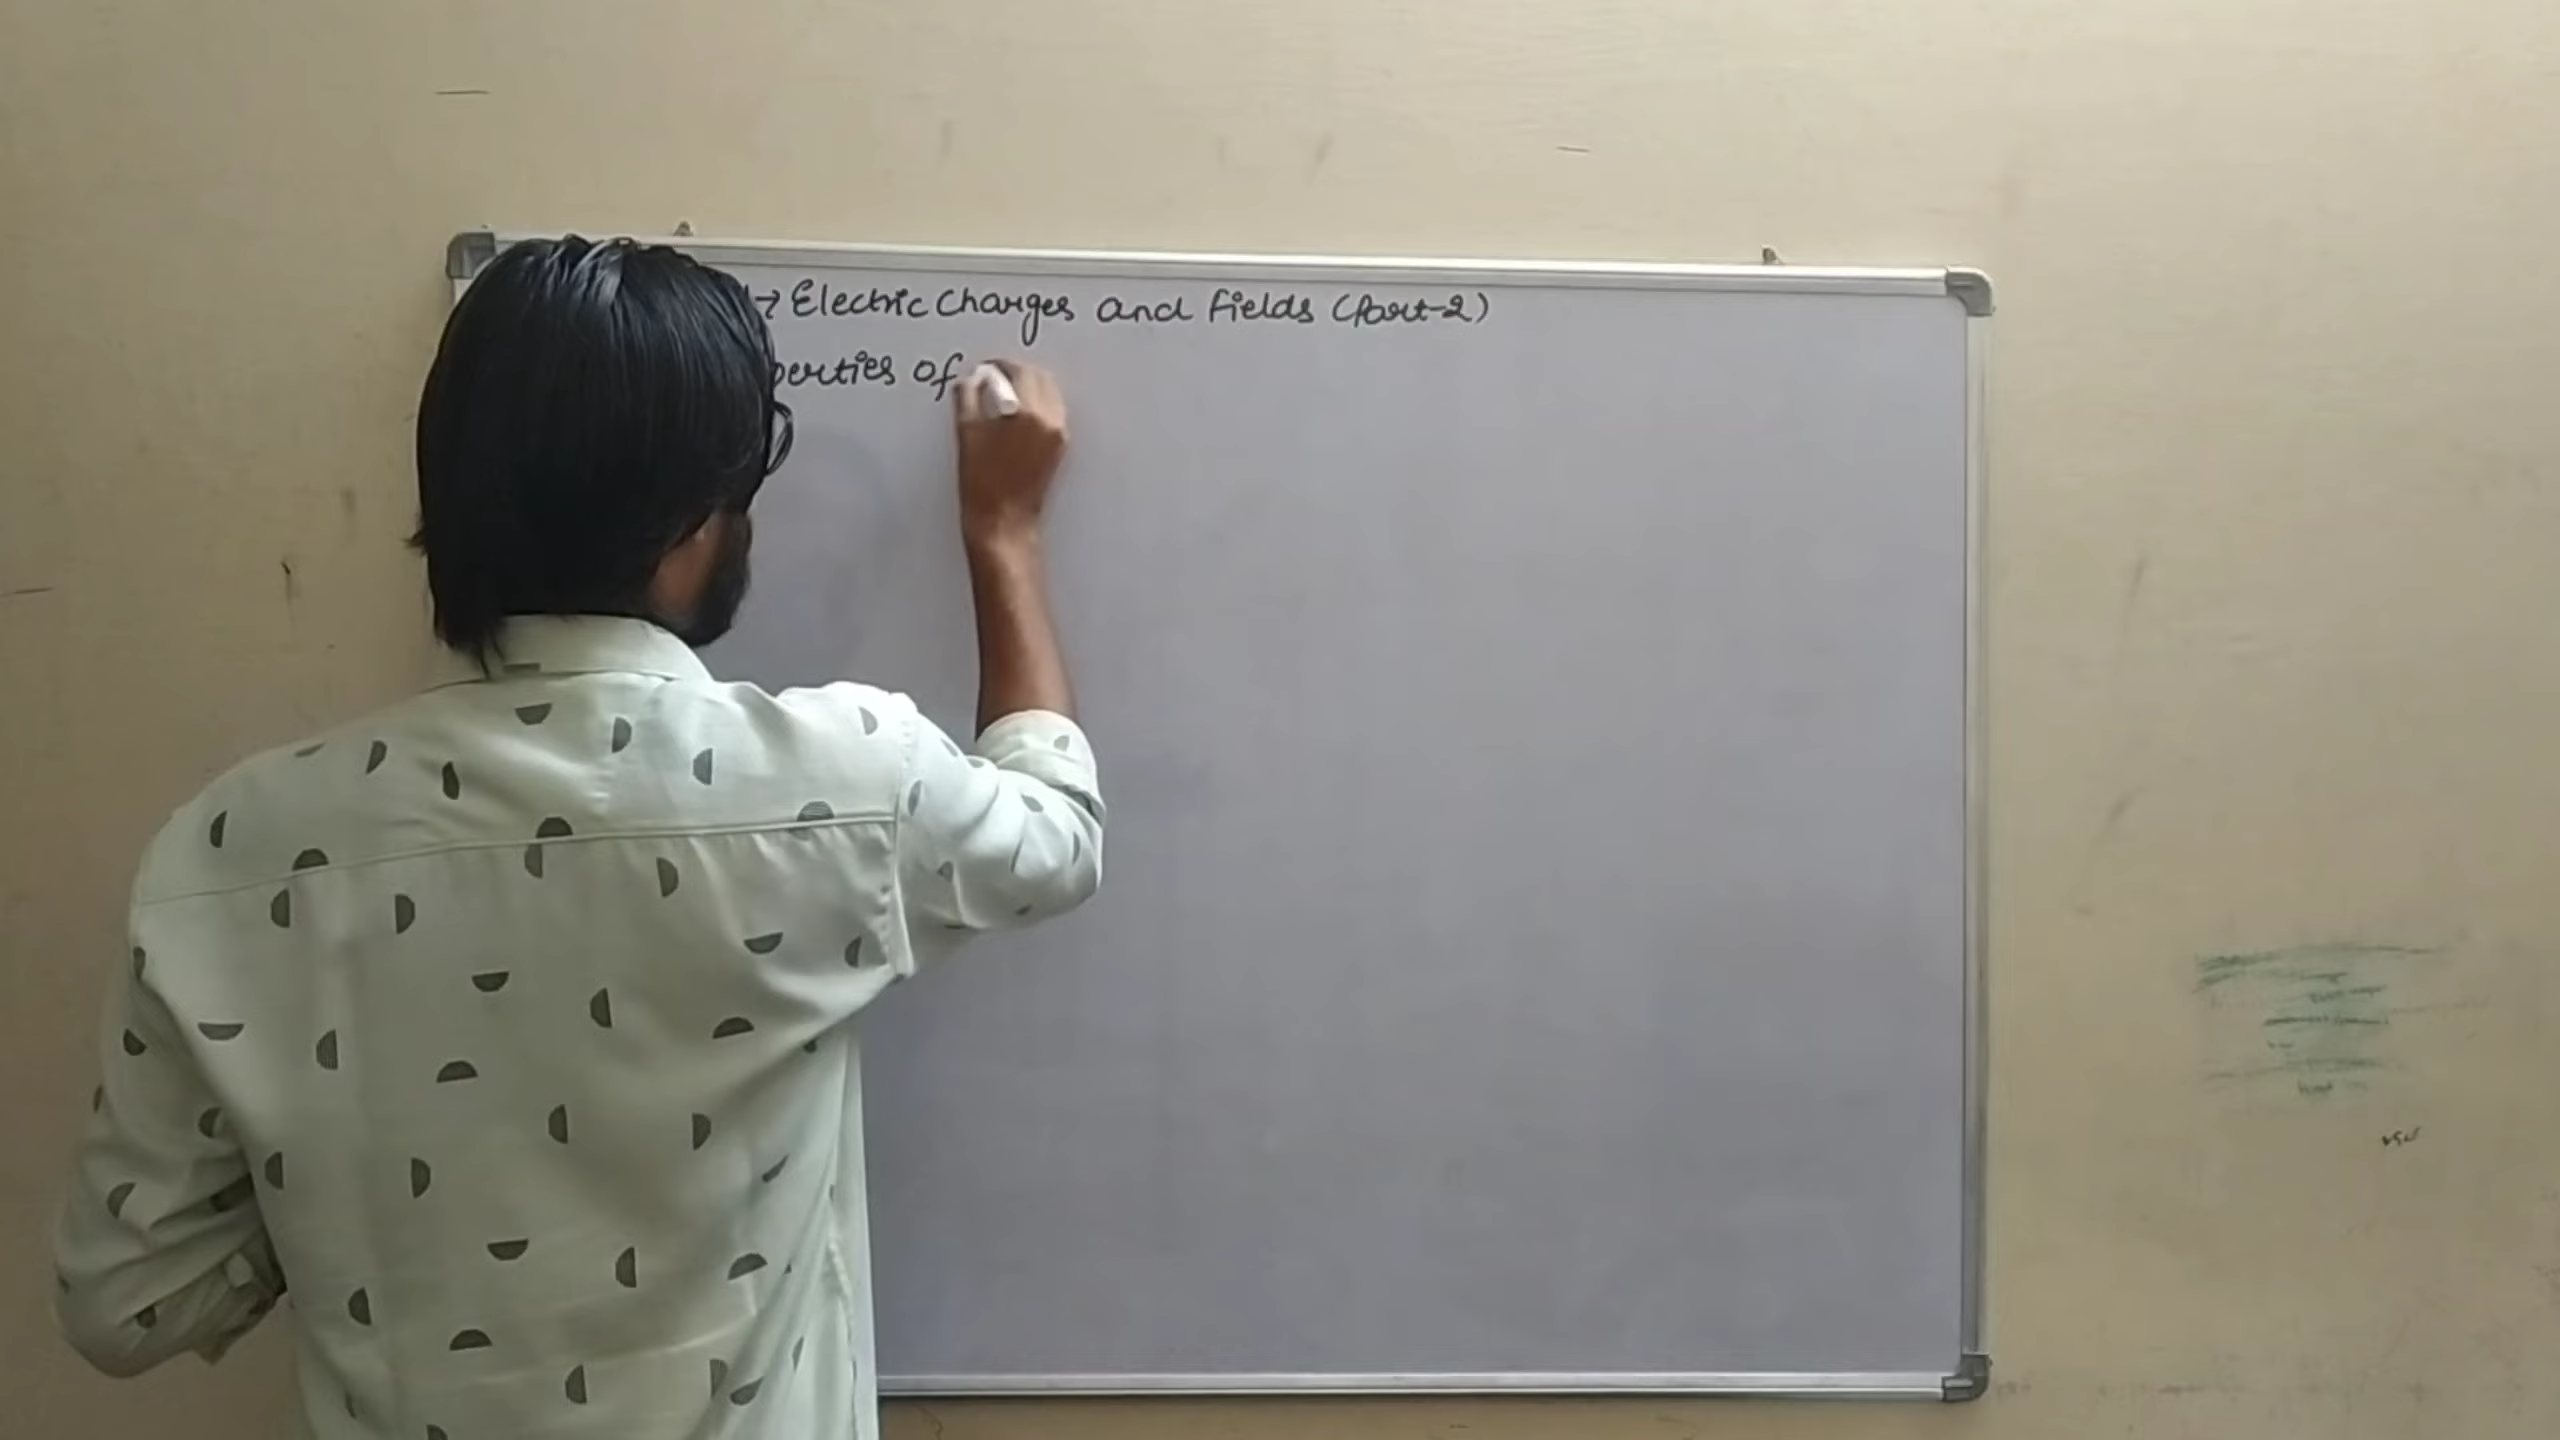 → Electric Charges and Fields (Part-2)
perties of